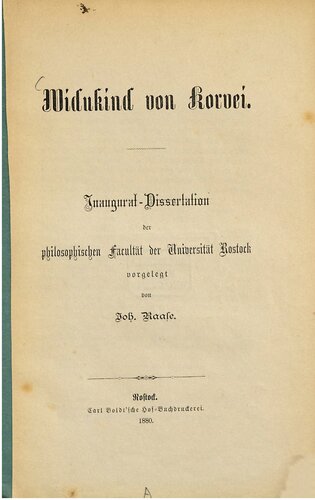 Widukind von Korvei.
Inaugural-Dissertation
der
philosophischen Facultät der Universität Rostock
vorgelegt
von
Joh. Raase.
Rostock.
Carl Boldt'sche Hof-Buchdruckerei.
1880.
A